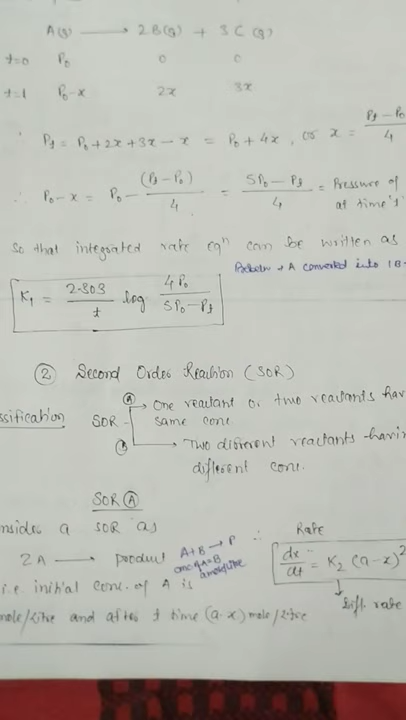 A(g) ⟶ 2B(g) + 3C(g)
t=0 P₀ 0 0
t=1 P₀-x 2x 3x
Pt = P₀+2x+3x-x = P₀+4x, or x = Pt-P₀/4
∴ P₀-x = P₀ - (Pt-P₀)/4 = 5P₀-Pt/4 = Pressure of
at time 't'
So that integrated rate eqⁿ can be written as
A converted into
K₁ = 2.303/t log 4P₀/5P₀-Pt
② Second Order Reaction (SOR)
Ⓐ → One reactant or two reactants hav
ssification SOR - same conc.
Ⓑ → Two different reactants having
different conc.
SOR Ⓐ
nsider a SOR as ∴ Rate
2A ⟶ product A+B → P dx/dt = K₂ (a-x)²
i.e. initial conc. of A is Diff. rate
mole/litre and after t time (a-x) mole/litre